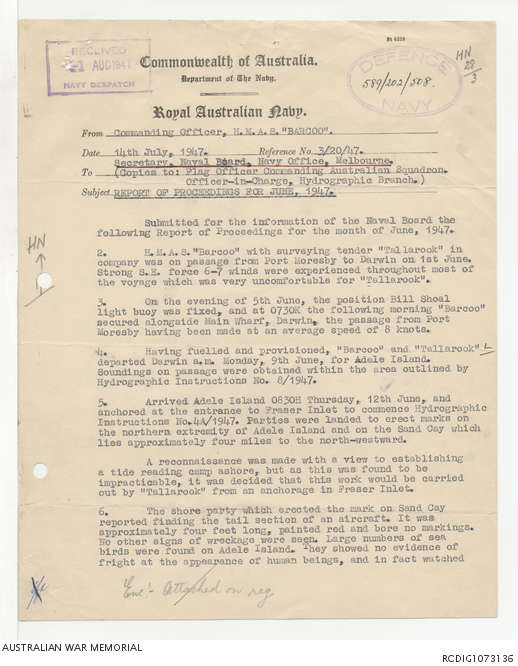 RECEIVED
AUG 1947
NAVY DESPATCH
Commonwealth of Australia.
Department of The Navy.
DEFENCE
589/202/508.
NAVY
HN
28
3
Royal Australian Navy.
From Commanding Officer, H.M.A.S."BARCOO".
Date 14th July, 1947. Reference No. 3/20/47.
Secretary, Naval Board, Navy Office, Melbourne.
To (Copies to: Flag Officer Commanding Australian Squadron.
Officer-in-Charge, Hydrographic Branch.)
Subject REPORT OF PROCEEDINGS FOR JUNE, 1947.
Submitted for the information of the Naval Board the
following Report of Proceedings for the month of June, 1947.
HN
2. H.M.A.S."Barcoo" with surveying tender "Tallarook" in
company was on passage from Port Moresby to Darwin on 1st June.
Strong S.E. force 6-7 winds were experienced throughout most of
the voyage which was very uncomfortable for "Tallarook".
3. On the evening of 5th June, the position Bill Shoal
light buoy was fixed, and at 0730K the following morning "Barcoo"
secured alongside Main Wharf, Darwin, the passage from Port
Moresby having been made at an average speed of 8 knots.
4. Having fuelled and provisioned, "Barcoo" and "Tallarook"
departed Darwin a.m. Monday, 9th June, for Adele Island.
Soundings on passage were obtained within the area outlined by
Hydrographic Instructions No. 8/1947.
5. Arrived Adele Island 0830H Thursday, 12th June, and
anchored at the entrance to Fraser Inlet to commence Hydrographic
Instructions No.4A/1947. Parties were landed to erect marks on
the northern extremity of Adele Island and on the Sand Cay which
lies approximately four miles to the north-westward.
A reconnaissance was made with a view to establishing
a tide reading camp ashore, but as this was found to be
impracticable, it was decided that this work would be carried
out by "Tallarook" from an anchorage in Fraser Inlet.
6. The shore party which erected the mark on Sand Cay
reported finding the tail section of an aircraft. It was
approximately four feet long, painted red and bore no markings.
No other signs of wreckage were seen. Large numbers of sea
birds were found on Adele Island. They showed no evidence of
fright at the appearance of human beings, and in fact watched
Enc:- Attached on reg
AUSTRALIAN WAR MEMORIAL
RCDIG1073136